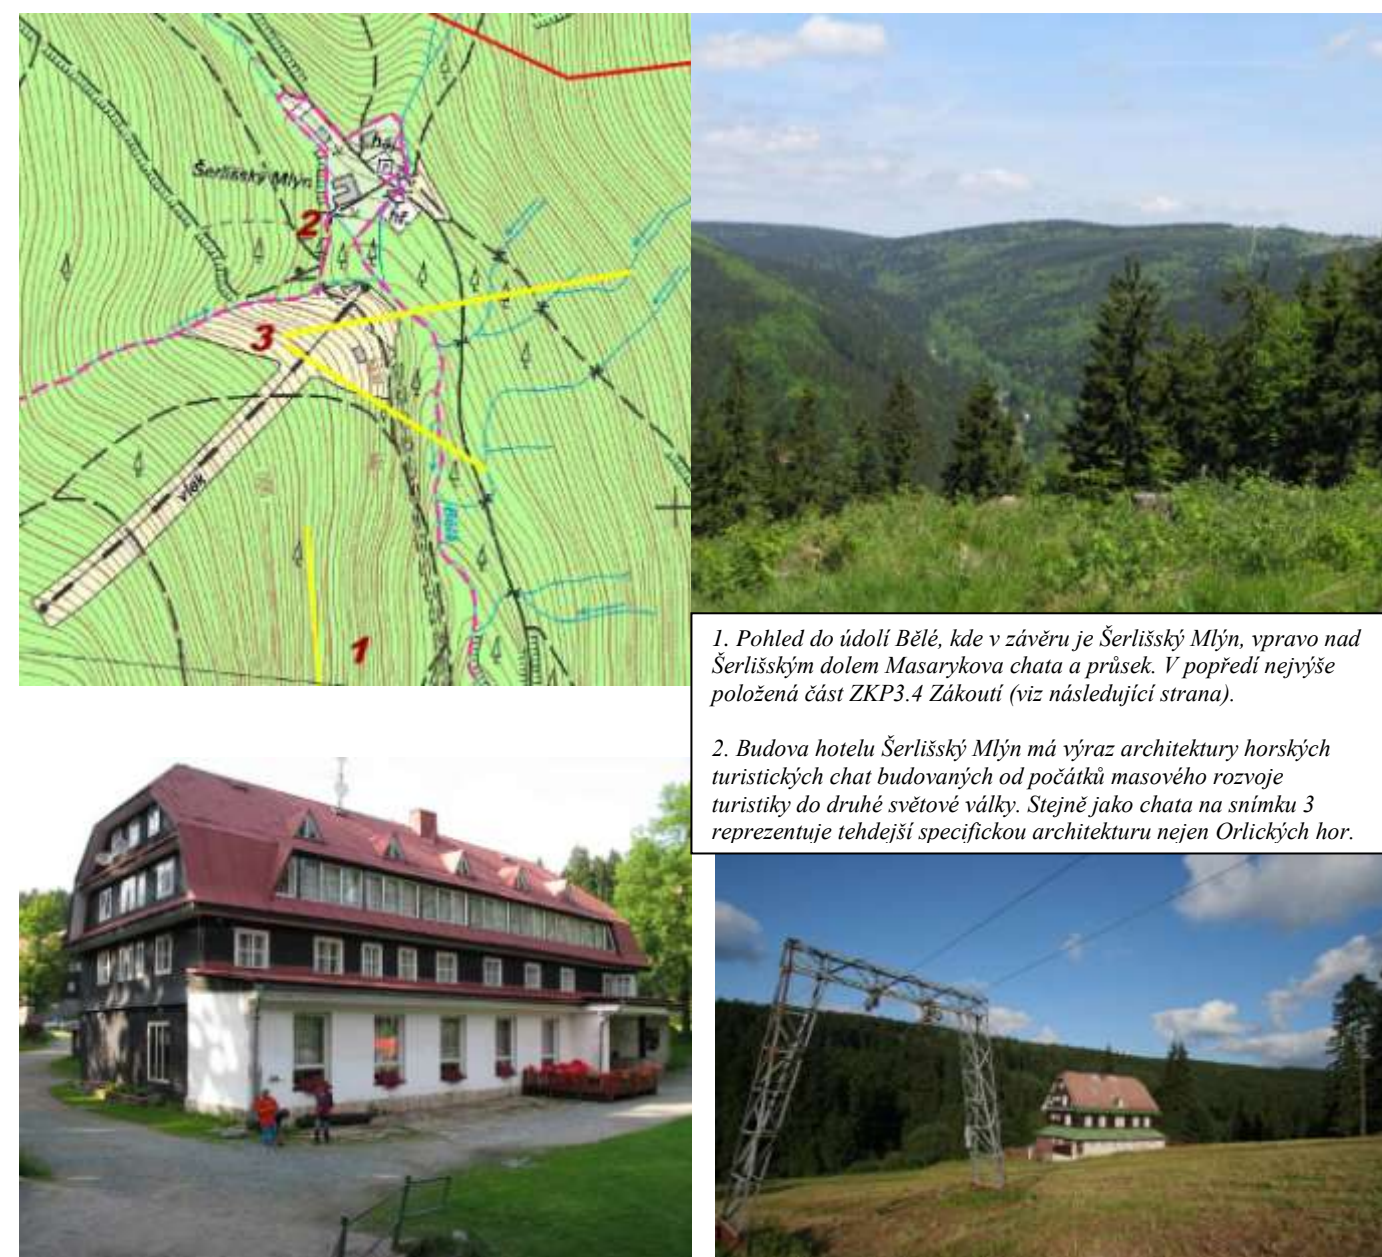 hř.
P
Šerlišský Mlýn
hř.
2
3
vlek
Bělá
1
1. Pohled do údolí Bělé, kde v závěru je Šerlišský Mlýn, vpravo nad
Šerlišským dolem Masarykova chata a průsek. V popředí nejvýše
položená část ZKP3.4 Zákoutí (viz následující strana).
2. Budova hotelu Šerlišský Mlýn má výraz architektury horských
turistických chat budovaných od počátků masového rozvoje
turistiky do druhé světové války. Stejně jako chata na snímku 3
reprezentuje tehdejší specifickou architekturu nejen Orlických hor.